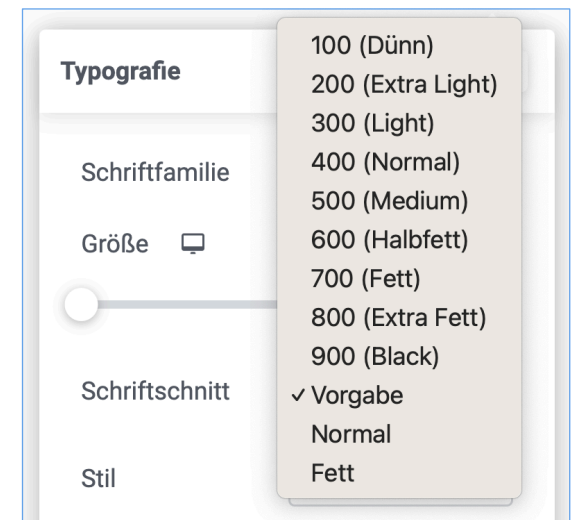 Typografie
Schriftfamilie
Größe
Schriftschnitt
Stil
100 (Dünn)
200 (Extra Light)
300 (Light)
400 (Normal)
500 (Medium)
600 (Halbfett)
700 (Fett)
800 (Extra Fett)
900 (Black)
✓ Vorgabe
Normal
Fett